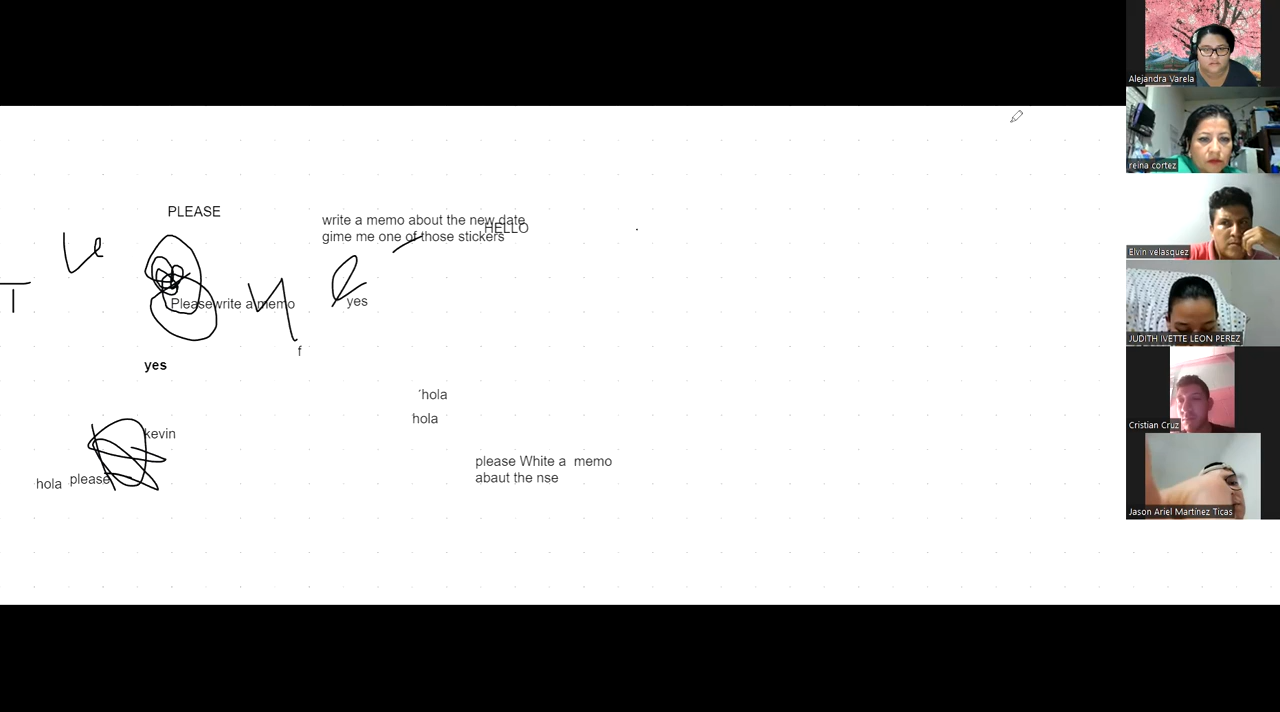 PLEASE
write a memo about the new date
HELLO
gime me one of those stickers
T
Please write a memo
yes
f
yes
´hola
hola
kevin
please White a  memo
abaut the nse
hola
please
Alejandra Varela
reina cortez
Elvin velasquez
JUDITH IVETTE LEON PEREZ
Cristian Cruz
Jason Ariel Martínez Ticas